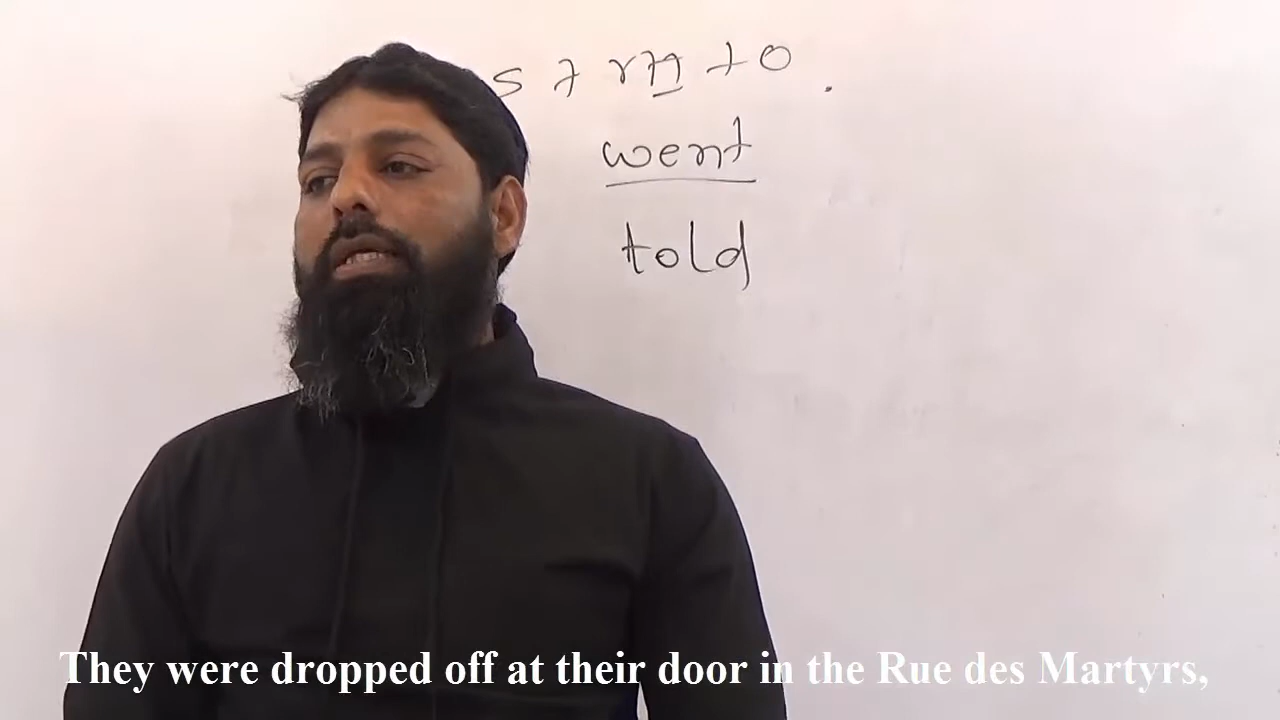 went
told
They were dropped off at their door in the Rue des Martyrs,